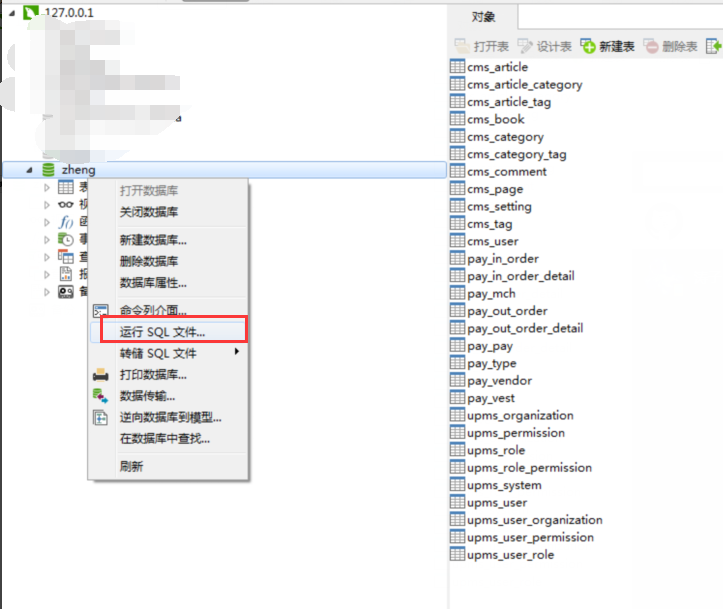 127.0.0.1
zheng
表
事
打开数据库
关闭数据库
新建数据库...
删除数据库
数据库属性...
命令列介面...
运行 SQL 文件...
转储 SQL 文件
打印数据库...
数据传输...
逆向数据库到模型...
在数据库中查找...
刷新
对象
打开表 设计表 新建表 删除表
cms_article
cms_article_category
cms_article_tag
cms_book
cms_category
cms_category_tag
cms_comment
cms_page
cms_setting
cms_tag
cms_user
pay_in_order
pay_in_order_detail
pay_mch
pay_out_order
pay_out_order_detail
pay_pay
pay_type
pay_vendor
pay_vest
upms_organization
upms_permission
upms_role
upms_role_permission
upms_system
upms_user
upms_user_organization
upms_user_permission
upms_user_role